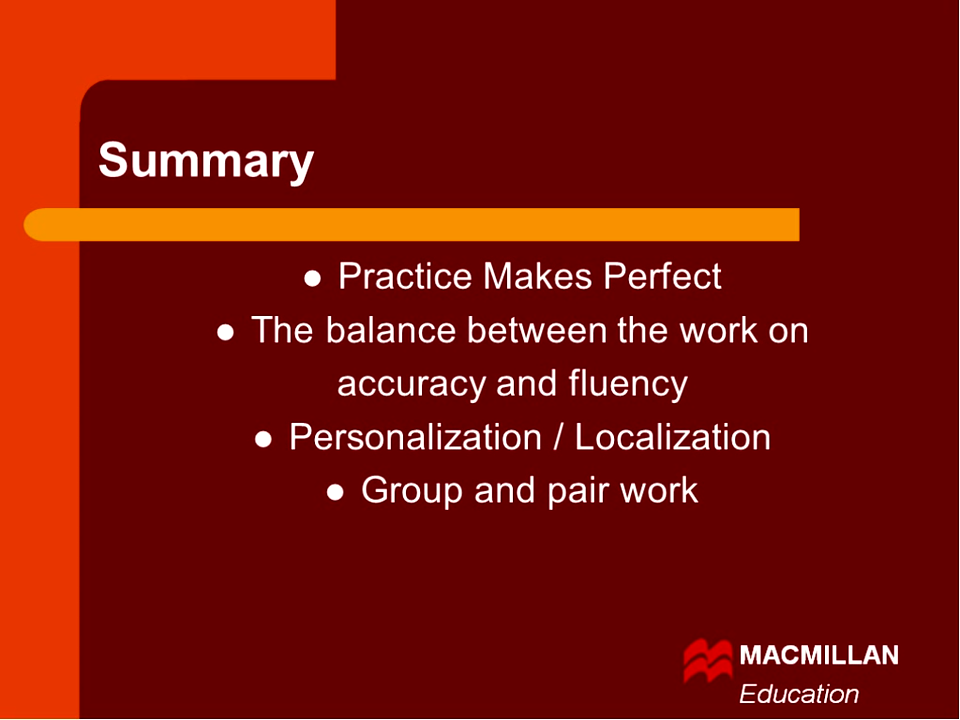 Summary
● Practice Makes Perfect
● The balance between the work on
accuracy and fluency
● Personalization / Localization
● Group and pair work
MACMILLAN
Education